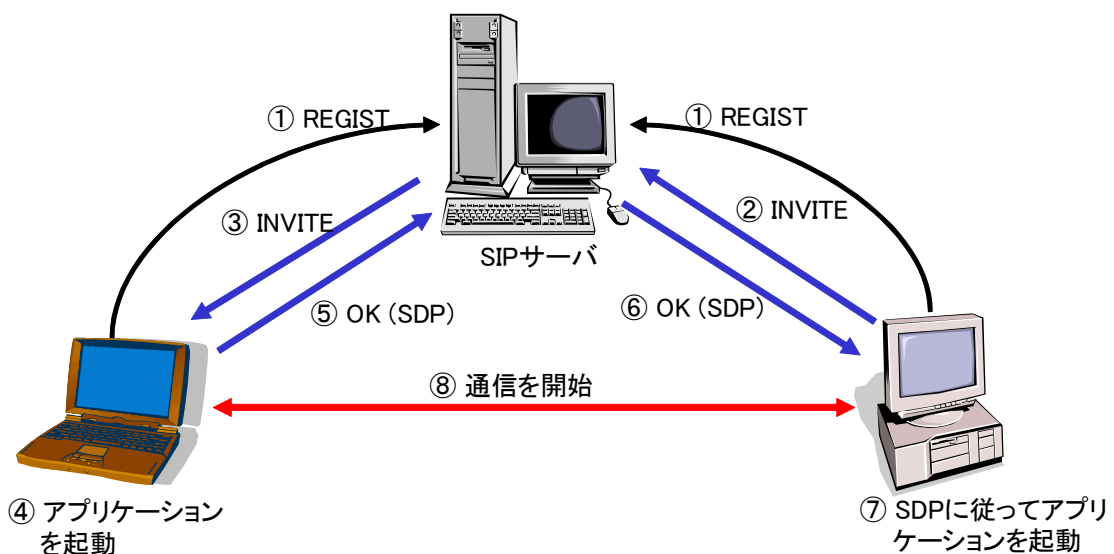 ① REGIST
① REGIST
③ INVITE
② INVITE
SIPサーバ
⑤ OK (SDP)
⑥ OK (SDP)
⑧ 通信を開始
④ アプリケーション
を起動
⑦ SDPに従ってアプリ
ケーションを起動